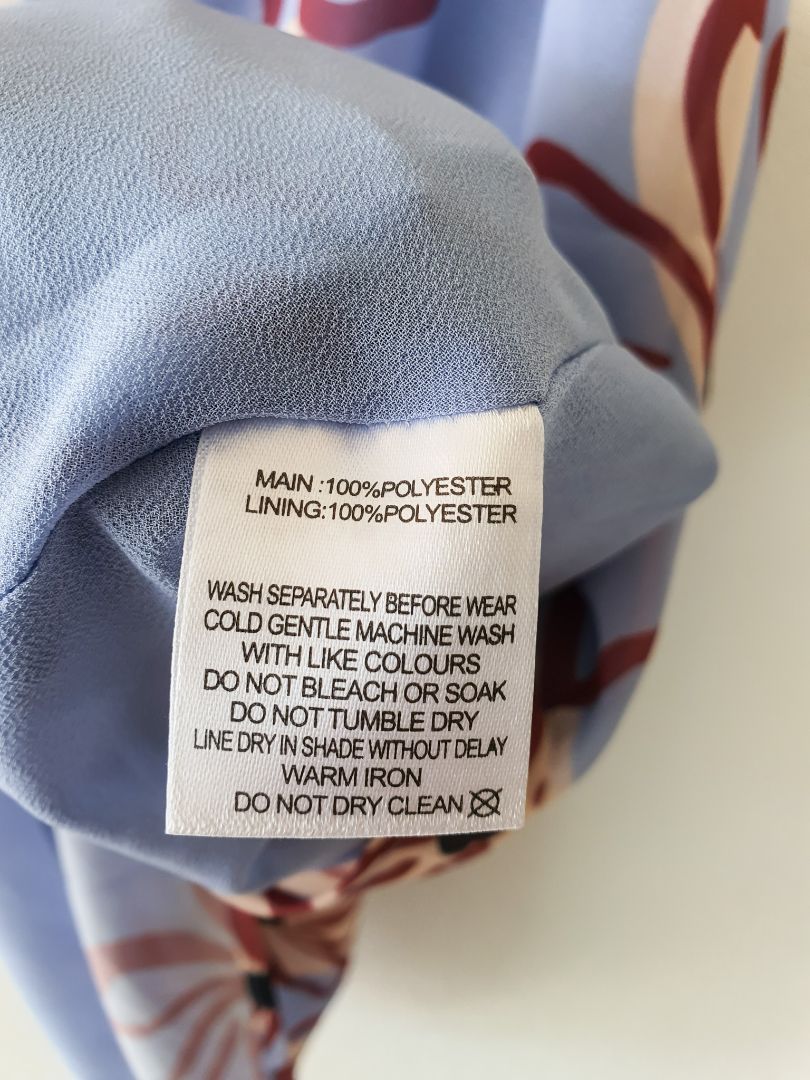 MAIN :100%POLYESTER
LINING:100%POLYESTER
WASH SEPARATELY BEFORE WEAR
COLD GENTLE MACHINE WASH
WITH LIKE COLOURS
DO NOT BLEACH OR SOAK
DO NOT TUMBLE DRY
LINE DRY IN SHADE WITHOUT DELAY
WARM IRON
DO NOT DRY CLEAN